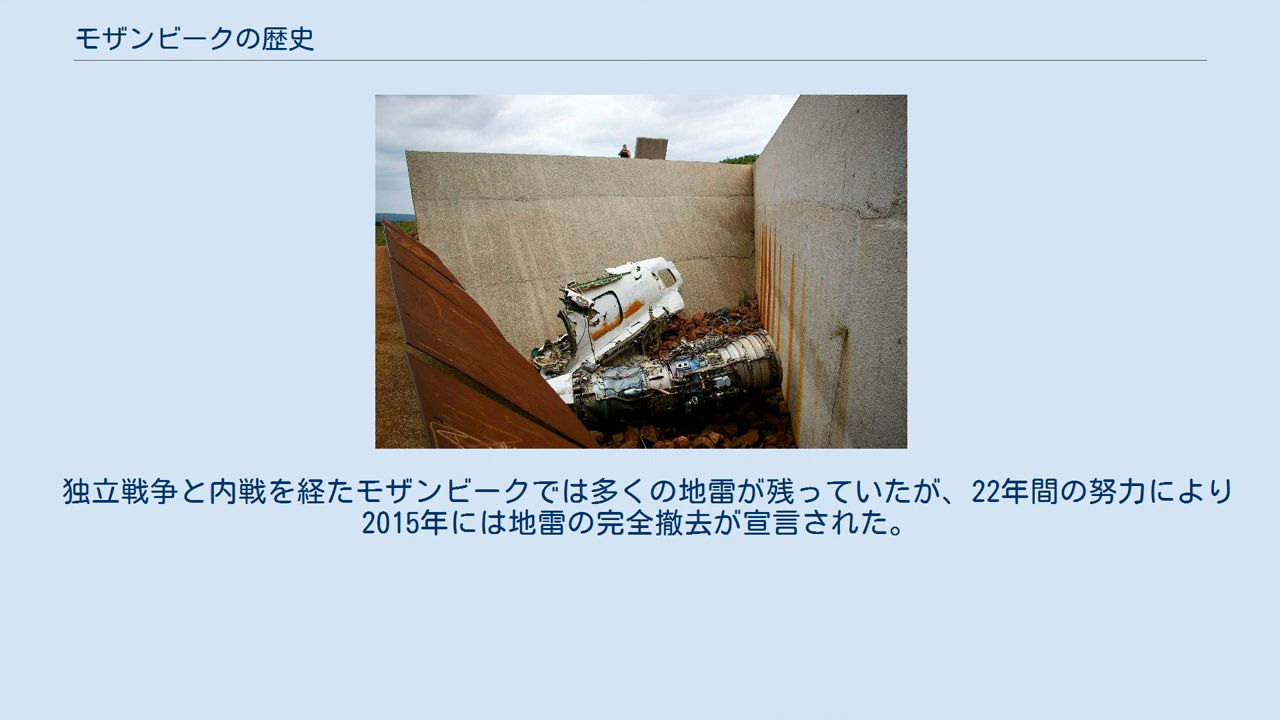 モザンビークの歴史
独立戦争と内戦を経たモザンビークでは多くの地雷が残っていたが、22年間の努力により
2015年には地雷の完全撤去が宣言された。